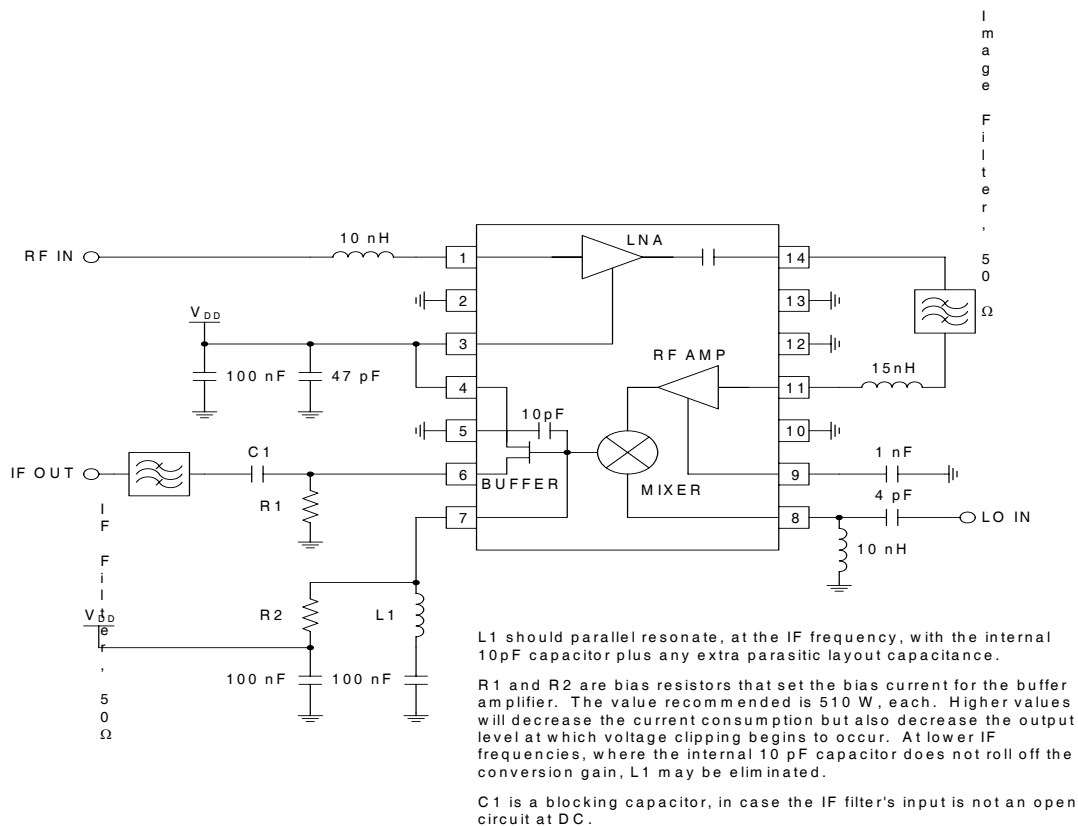 Image Filter, 50 Ω
10 nH
LNA
RF IN
1
14
2
13
VDD
3
12
RF AMP
15nH
100 nF
47 pF
4
11
10pF
5
10
C1
1 nF
IF OUT
6
9
BUFFER
MIXER
R1
4 pF
7
8
LO IN
10 nH
IF Filter, 50Ω
VDD
R2
L1
100 nF
100 nF
L1 should parallel resonate, at the IF frequency, with the internal
10pF capacitor plus any extra parasitic layout capacitance.
R1 and R2 are bias resistors that set the bias current for the buffer
amplifier. The value recommended is 510 W, each. Higher values
will decrease the current consumption but also decrease the output
level at which voltage clipping begins to occur. At lower IF
frequencies, where the internal 10 pF capacitor does not roll off the
conversion gain, L1 may be eliminated.
C1 is a blocking capacitor, in case the IF filter's input is not an open
circuit at DC.